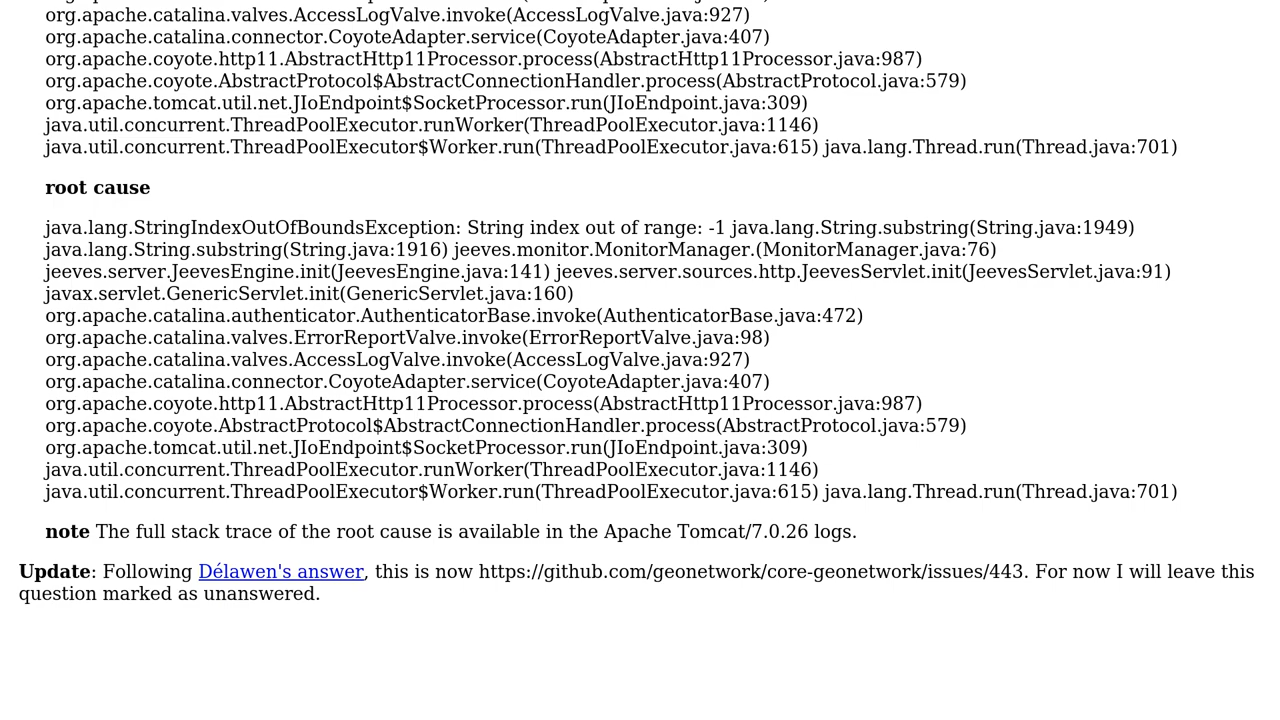 org.apache.catalina.valves.AccessLogValve.invoke(AccessLogValve.java:927)
org.apache.catalina.connector.CoyoteAdapter.service(CoyoteAdapter.java:407)
org.apache.coyote.http11.AbstractHttp11Processor.process(AbstractHttp11Processor.java:987)
org.apache.coyote.AbstractProtocol$AbstractConnectionHandler.process(AbstractProtocol.java:579)
org.apache.tomcat.util.net.JIoEndpoint$SocketProcessor.run(JIoEndpoint.java:309)
java.util.concurrent.ThreadPoolExecutor.runWorker(ThreadPoolExecutor.java:1146)
java.util.concurrent.ThreadPoolExecutor$Worker.run(ThreadPoolExecutor.java:615) java.lang.Thread.run(Thread.java:701)
root cause
java.lang.StringIndexOutOfBoundsException: String index out of range: -1 java.lang.String.substring(String.java:1949)
java.lang.String.substring(String.java:1916) jeeves.monitor.MonitorManager.(MonitorManager.java:76)
jeeves.server.JeevesEngine.init(JeevesEngine.java:141) jeeves.server.sources.http.JeevesServlet.init(JeevesServlet.java:91)
javax.servlet.GenericServlet.init(GenericServlet.java:160)
org.apache.catalina.authenticator.AuthenticatorBase.invoke(AuthenticatorBase.java:472)
org.apache.catalina.valves.ErrorReportValve.invoke(ErrorReportValve.java:98)
org.apache.catalina.valves.AccessLogValve.invoke(AccessLogValve.java:927)
org.apache.catalina.connector.CoyoteAdapter.service(CoyoteAdapter.java:407)
org.apache.coyote.http11.AbstractHttp11Processor.process(AbstractHttp11Processor.java:987)
org.apache.coyote.AbstractProtocol$AbstractConnectionHandler.process(AbstractProtocol.java:579)
org.apache.tomcat.util.net.JIoEndpoint$SocketProcessor.run(JIoEndpoint.java:309)
java.util.concurrent.ThreadPoolExecutor.runWorker(ThreadPoolExecutor.java:1146)
java.util.concurrent.ThreadPoolExecutor$Worker.run(ThreadPoolExecutor.java:615) java.lang.Thread.run(Thread.java:701)
note The full stack trace of the root cause is available in the Apache Tomcat/7.0.26 logs.
Update: Following Délawen's answer, this is now https://github.com/geonetwork/core-geonetwork/issues/443. For now I will leave this
question marked as unanswered.